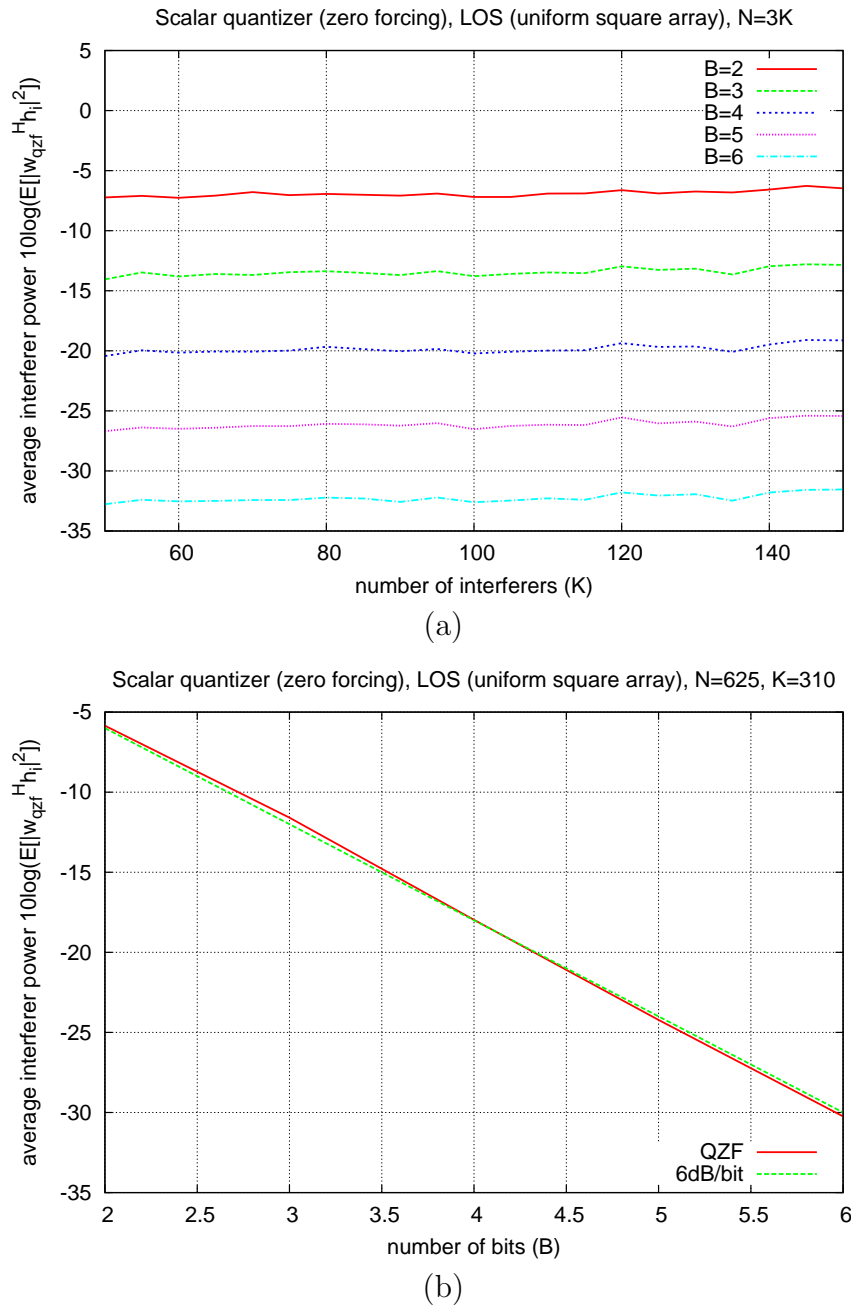 Scalar quantizer (zero forcing), LOS (uniform square array), N=3K
average interferer power 10log(E[|w_qzf^H h_i|^2])
5
0
-5
-10
-15
-20
-25
-30
-35
B=2
B=3
B=4
B=5
B=6
60 80 100 120 140
number of interferers (K)
(a)
Scalar quantizer (zero forcing), LOS (uniform square array), N=625, K=310
average interferer power 10log(E[|w_qzf^H h_i|^2])
-5
-10
-15
-20
-25
-30
-35
QZF
6dB/bit
2 2.5 3 3.5 4 4.5 5 5.5 6
number of bits (B)
(b)